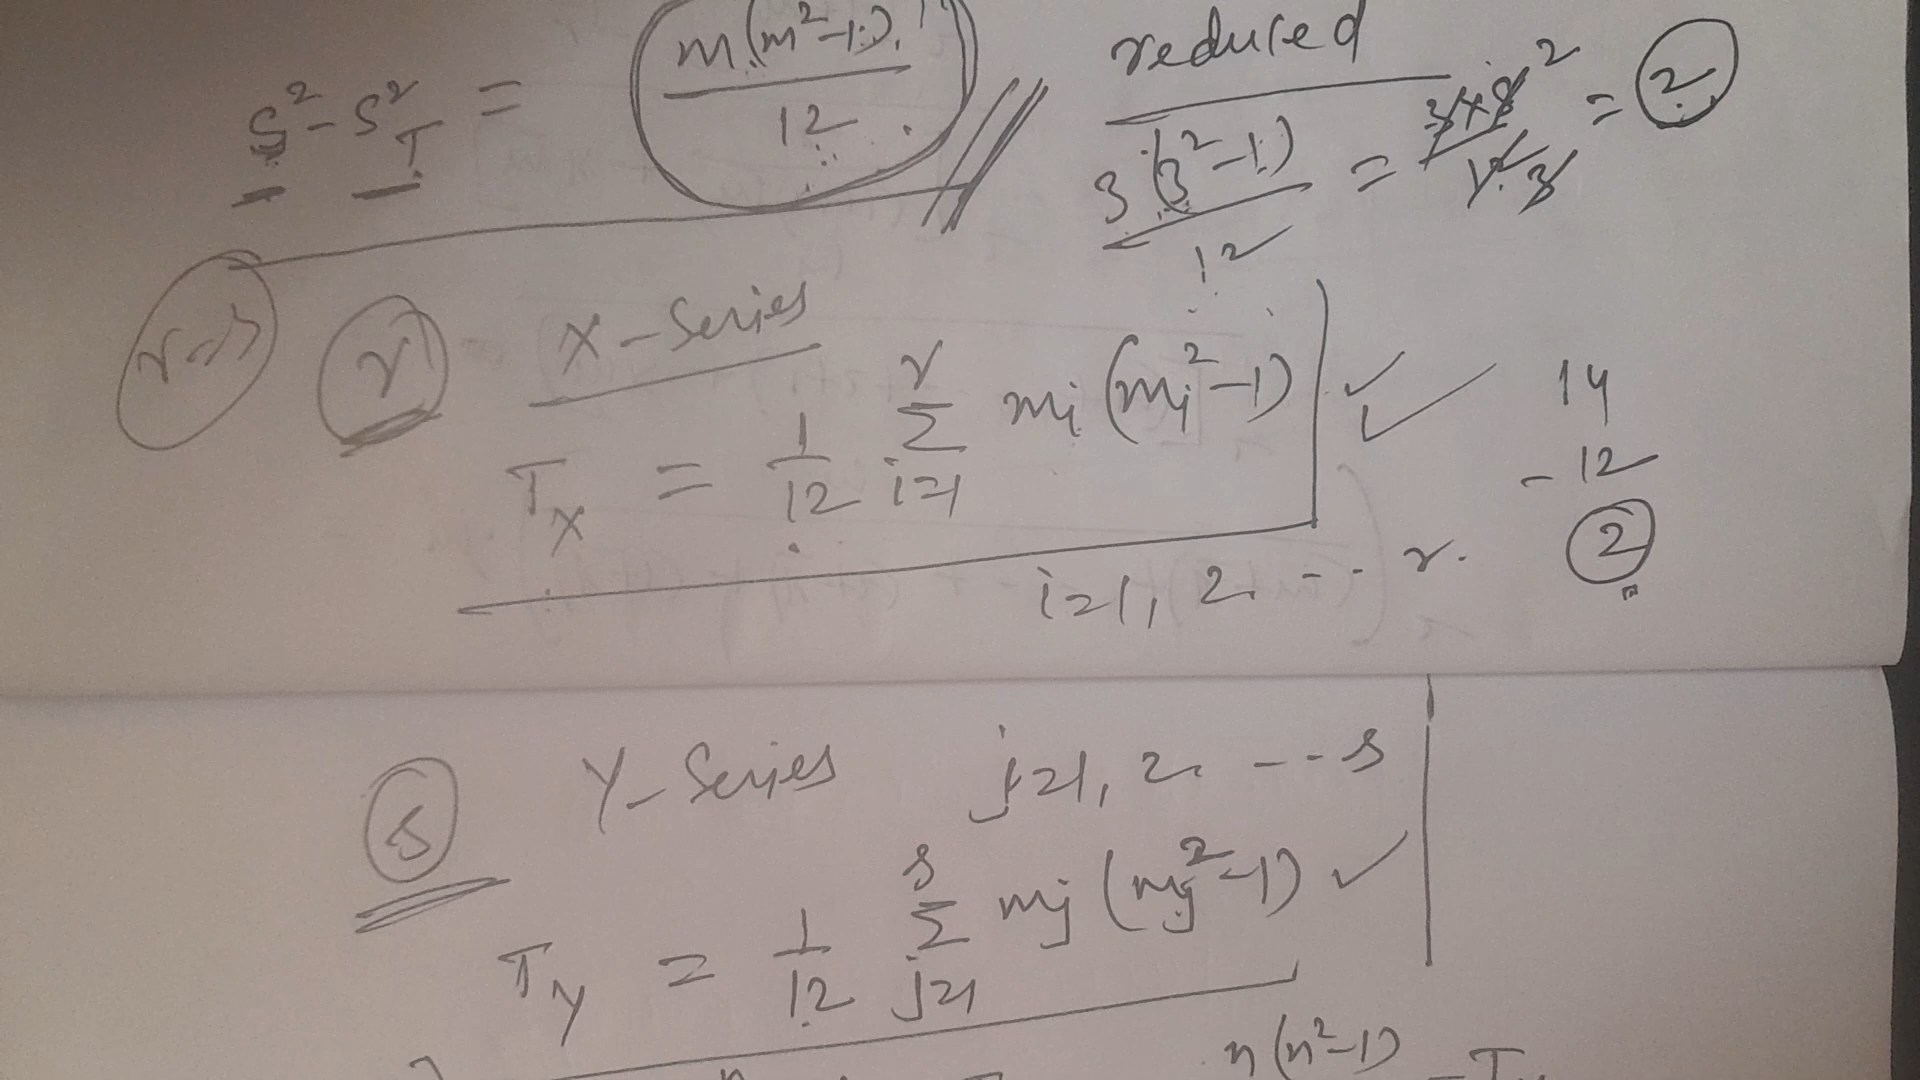 S² - S²_T = m(m²-1) / 12
reduced
3(3²-1) / 12 = 3×8 / 12 = 2
r
X-Series
T_X = 1/12 Σ_{i=1}^{r} mi (mi²-1)
i=1, 2, -- r.
14
- 12
2
s
Y-Series j=1, 2, --- s
T_Y = 1/12 Σ_{j=1}^{s} mj (mj²-1)
n(n²-1)